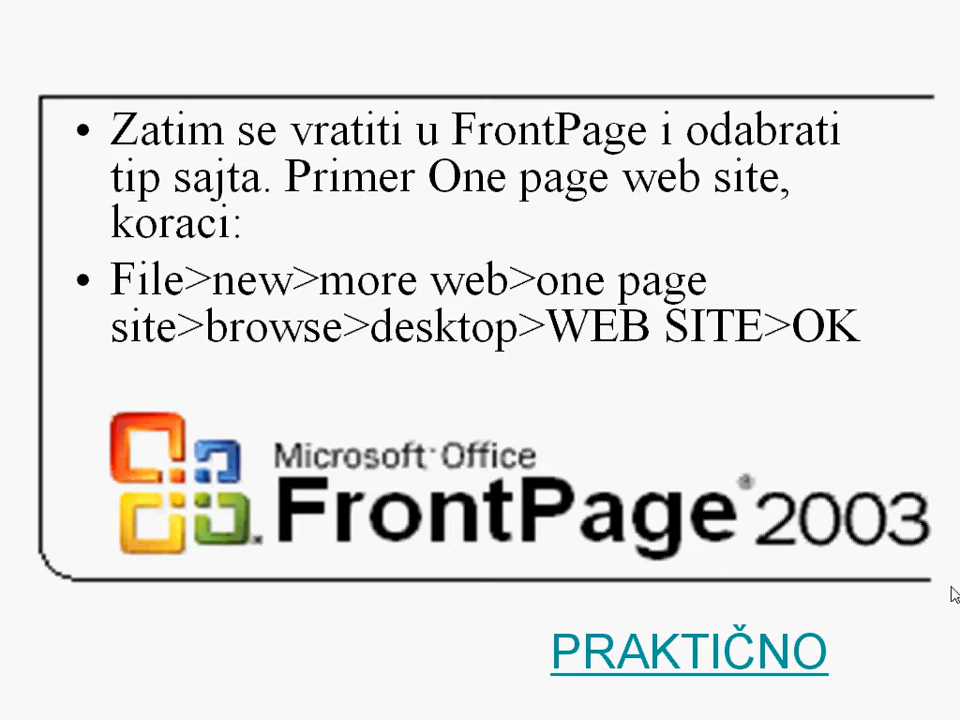 • Zatim se vratiti u FrontPage i odabrati
tip sajta. Primer One page web site,
koraci:
• File>new>more web>one page
site>browse>desktop>WEB SITE>OK
Microsoft Office
FrontPage® 2003
PRAKTIČNO